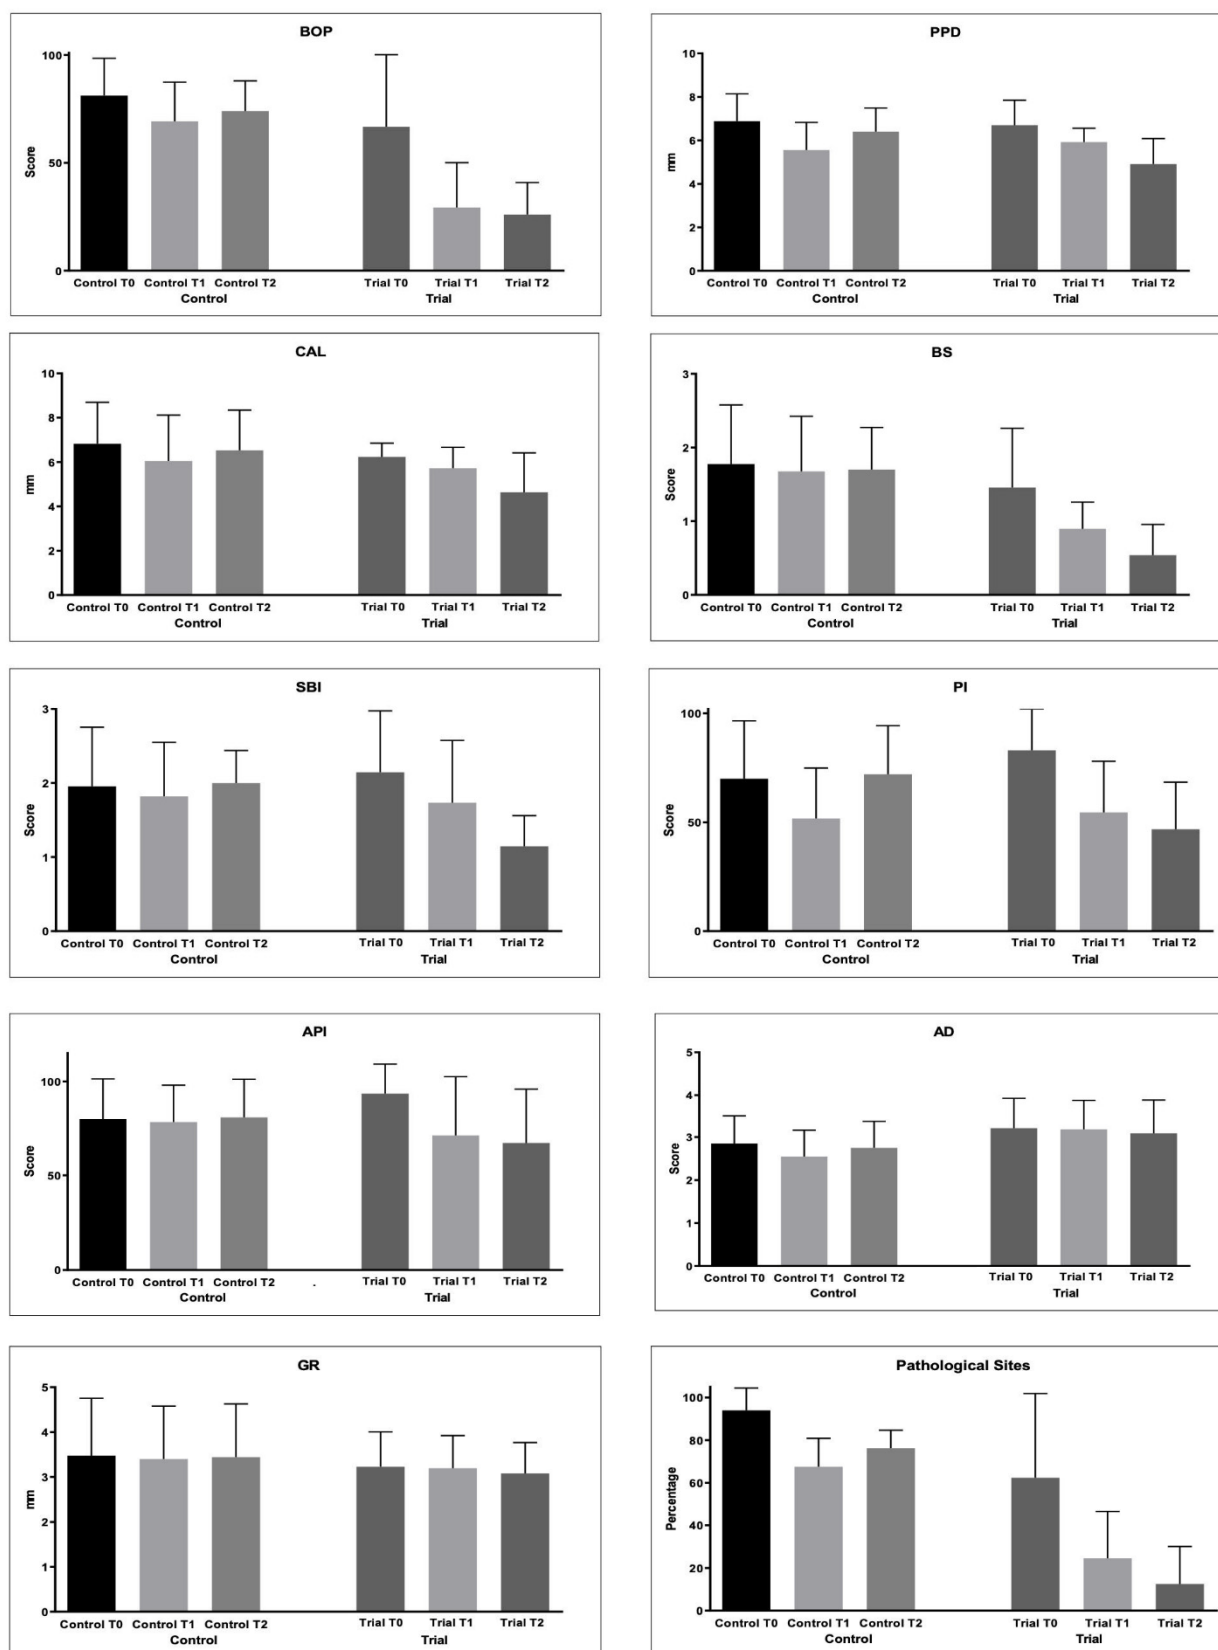 BOP
100
50
0
Score
Control T0 Control T1 Control T2 Trial T0 Trial T1 Trial T2
Control Trial
PPD
10
8
6
4
2
0
mm
Control T0 Control T1 Control T2 Trial T0 Trial T1 Trial T2
Control Trial
CAL
10
8
6
4
2
0
mm
Control T0 Control T1 Control T2 Trial T0 Trial T1 Trial T2
Control Trial
BS
3
2
1
0
Score
Control T0 Control T1 Control T2 Trial T0 Trial T1 Trial T2
Control Trial
SBI
3
2
1
0
Score
Control T0 Control T1 Control T2 Trial T0 Trial T1 Trial T2
Control Trial
PI
100
50
0
Score
Control T0 Control T1 Control T2 Trial T0 Trial T1 Trial T2
Control Trial
API
100
50
0
Score
Control T0 Control T1 Control T2 . Trial T0 Trial T1 Trial T2
Control Trial
AD
5
4
3
2
1
0
Score
Control T0 Control T1 Control T2 Trial T0 Trial T1 Trial T2
Control Trial
GR
5
4
3
2
1
0
mm
Control T0 Control T1 Control T2 Trial T0 Trial T1 Trial T2
Control Trial
Pathological Sites
100
80
60
40
20
0
Percentage
Control T0 Control T1 Control T2 Trial T0 Trial T1 Trial T2
Control Trial